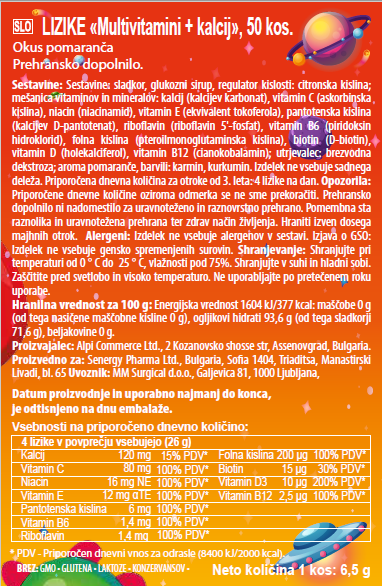 SLO LIZIKE «Multivitamini + kalcij», 50 kos.
Okus pomaranča
Prehransko dopolnilo.
Sestavine: Sestavine: sladkor, glukozni sirup, regulator kislosti: citronska kislina;
mešanica vitaminov in mineralov: kalcij (kalcijev karbonat), vitamin C (askorbinska
kislina), niacin (niacinamid), vitamin E (ekvivalent tokoferola), pantotenska kislina
(kalcijev D-pantotenat), riboflavin (riboflavin 5'-fosfat), vitamin B6 (piridoksin
hidroklorid), folna kislina (pteroilmonoglutaminska kislina), biotin (D-biotin),
vitamin D (holekalciferol), vitamin B12 (cianokobalamin); utrjevalec: brezvodna
dekstroza; aroma pomaranče, barvili: karmin, kurkumin. Izdelek ne vsebuje sadnega
deleža. Priporočena dnevna količina za otroke od 3. leta: 4 lizike na dan. Opozorila:
Priporočene dnevne količine oziroma odmerka se ne sme prekoračiti. Prehransko
dopolnilo ni nadomestilo za uravnoteženo in raznovrstno prehrano. Pomembna sta
raznolika in uravnotežena prehrana ter zdrav način življenja. Hraniti izven dosega
majhnih otrok. Alergeni: Izdelek ne vsebuje alergehov v sestavi. Izjava o GSO:
Izdelek ne vsebuje gensko spremenjenih surovin. Shranjevanje: Shranjujte pri
temperaturi od 0 ° C do 25 ° C, vlažnost pod 75%. Shranjujte v suhi in hladni sobi.
Zaščitite pred svetlobo in visoko temperaturo. Ne uporabljajte po pretečenem roku
uporabe.
Hranilna vrednost za 100 g: Energijska vrednost 1604 kJ/377 kcal: maščobe 0 g
(od tega nasičene maščobne kisline 0 g), ogljikovi hidrati 93,6 g (od tega sladkorji
71,6 g), beljakovine 0 g.
Proizvajalec: Alpi Commerce Ltd., 2 Kozanovsko shosse str, Assenovgrad, Bulgaria.
Proizvedno za: Senergy Pharma Ltd., Bulgaria, Sofia 1404, Triaditsa, Manastirski
Livadi, bl. 65 Uvoznik: MM Surgical d.o.o., Galjevica 81, 1000 Ljubljana,
Datum proizvodnje in uporabno najmanj do konca,
je odtisnjeno na dnu embalaže.
Vsebnosti na priporočeno dnevno količino:
4 lizike v povprečju vsebujejo (26 g)
Kalcij 120 mg 15% PDV* Folna kislina 200 µg 100% PDV*
Vitamin C 80 mg 100% PDV* Biotin 15 µg 30% PDV*
Niacin 16 mg NE 100% PDV* Vitamin D3 10 µg 200% PDV*
Vitamin E 12 mg αTE 100% PDV* Vitamin B12 2,5 µg 100% PDV*
Pantotenska kislina 6 mg 100% PDV*
Vitamin B6 1,4 mg 100% PDV*
Riboflavin 1,4 mg 100% PDV*
* PDV - Priporočen dnevni vnos za odrasle (8400 kJ/2000 kcal).
BREZ: GMO - GLUTENA - LAKTOZE - KONZERVANSOV - Neto količina 1 kos: 6,5 g